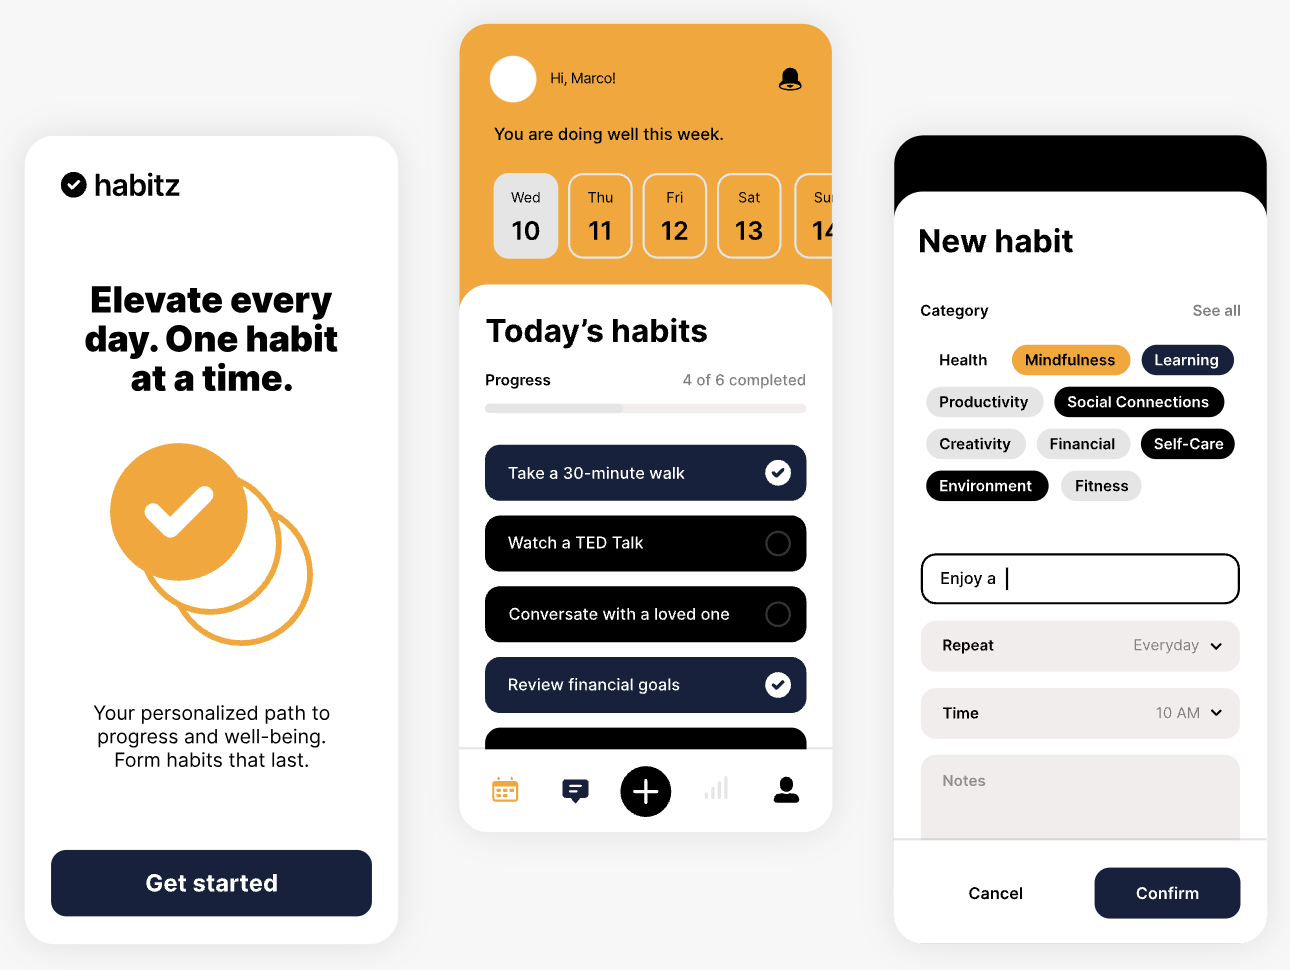 habitz
Elevate every
day. One habit
at a time.
Your personalized path to
progress and well-being.
Form habits that last.
Get started
Hi, Marco!
You are doing well this week.
Wed Thu Fri Sat
10 11 12 13
Today's habits
Progress 4 of 6 completed
Take a 30-minute walk
Watch a TED Talk
Conversate with a loved one
Review financial goals
New habit
Category See all
Health Mindfulness Learning
Productivity Social Connections
Creativity Financial Self-Care
Environment Fitness
Enjoy a
Repeat Everyday
Time 10 AM
Notes
Cancel Confirm